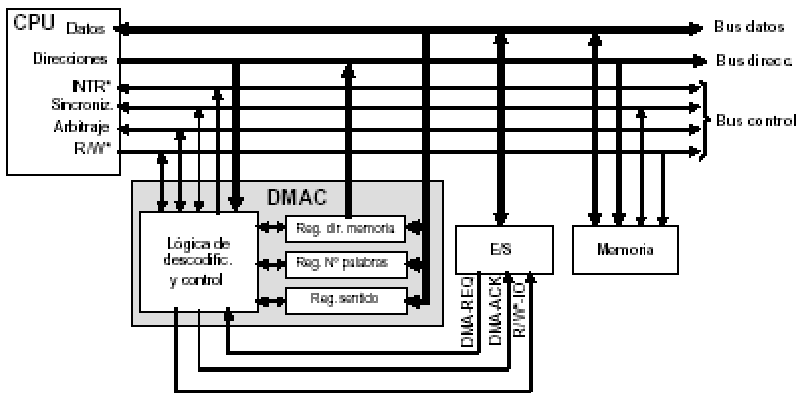 CPU
Datos
Direcciones
INTR*
Sincroniz.
Arbitraje
R/W*
Bus datos
Bus direcc.
Bus control
DMAC
Lógica de
descodific.
y control
Reg. dir. memoria
Reg. Nº palabras
Reg. sentido
E/S
Memoria
DMA-REQ
DMA-ACK
R/W*-IO